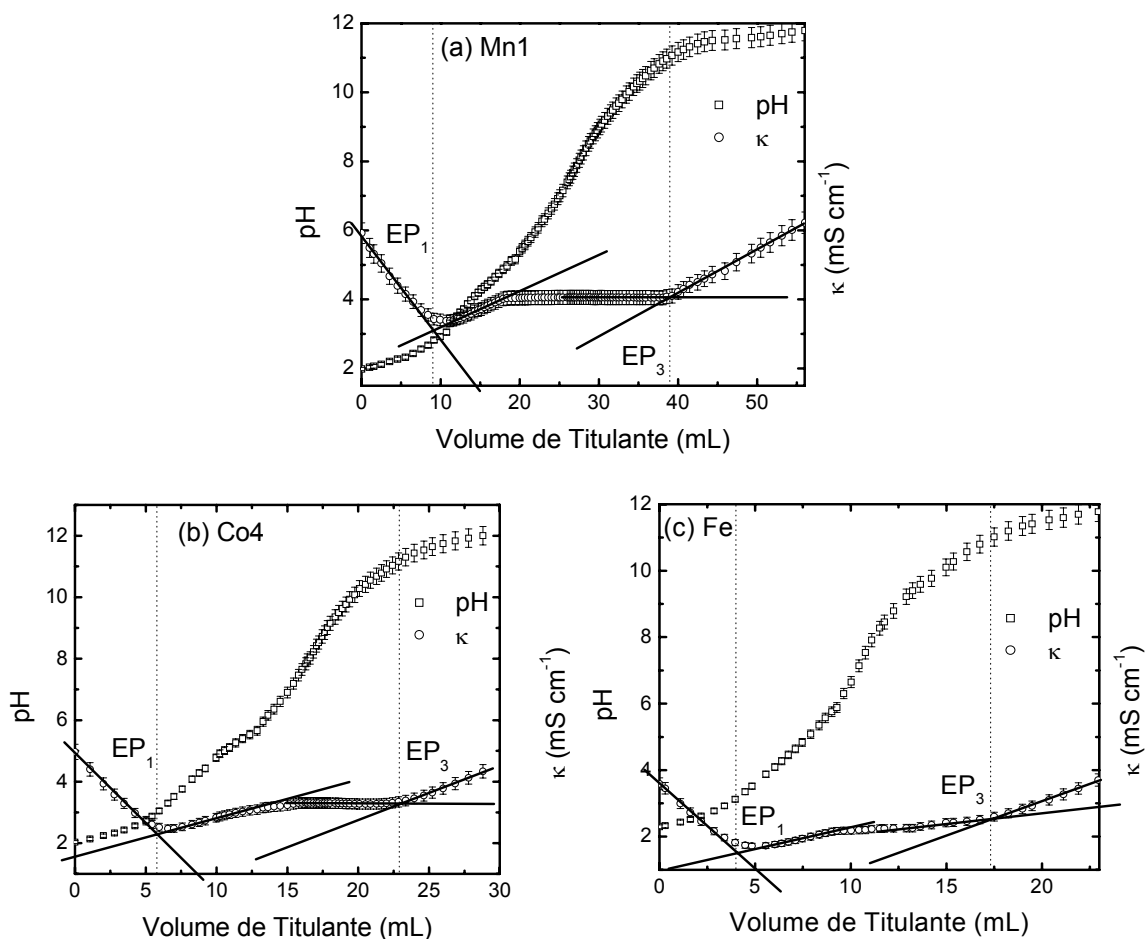 (a) Mn1
pH
κ
EP₁
EP₃
pH
κ (mS cm⁻¹)
12
10
8
6
4
2
0 10 20 30 40 50
Volume de Titulante (mL)
(b) Co4
pH
κ
EP₁
EP₃
pH
κ (mS cm⁻¹)
12
10
8
6
4
2
0 5 10 15 20 25 30
Volume de Titulante (mL)
(c) Fe
pH
κ
EP₁
EP₃
pH
κ (mS cm⁻¹)
12
10
8
6
4
2
0 5 10 15 20
Volume de Titulante (mL)